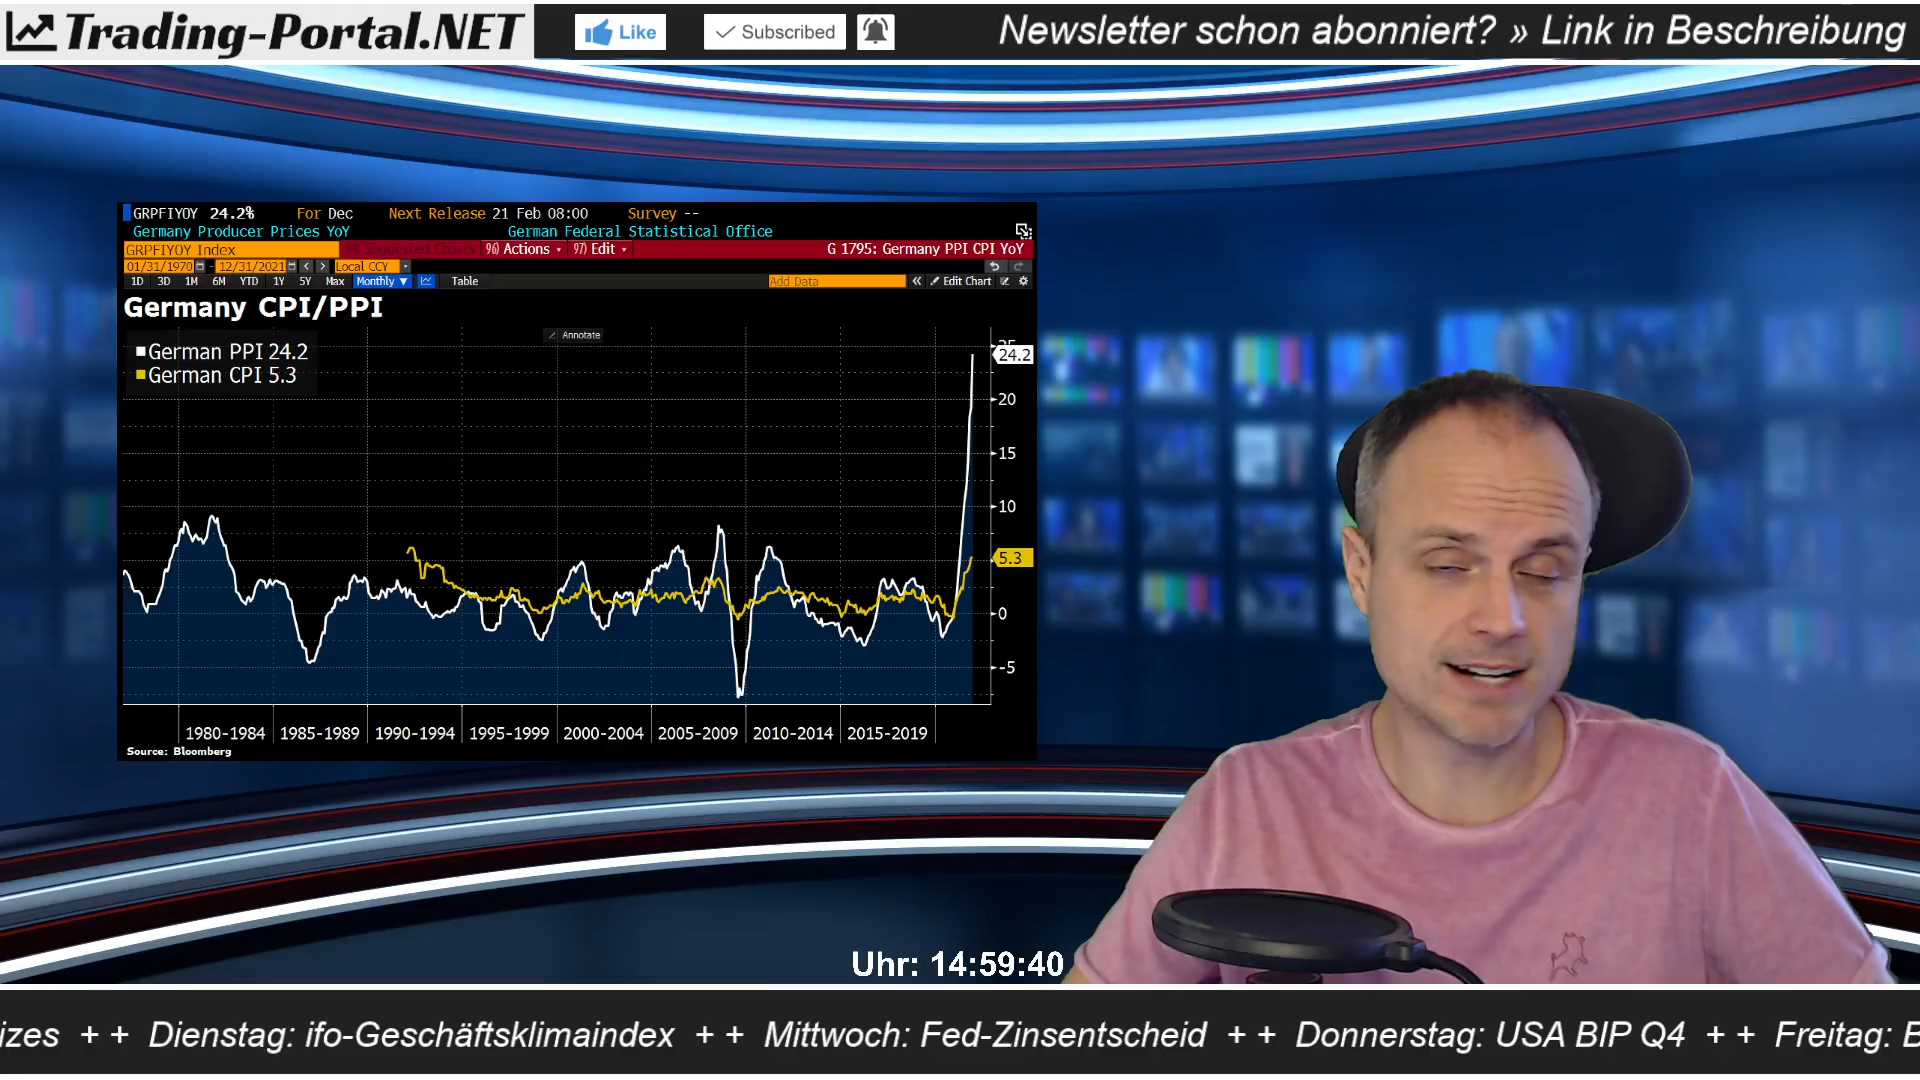 Trading-Portal.NET
Like
Subscribed
Newsletter schon abonniert? » Link in Beschreibung
GRPFIYOY 24.2% For Dec Next Release 21 Feb 08:00 Survey --
Germany Producer Prices YoY German Federal Statistical Office
GRPFIYOY Index Suggested Charts 96) Actions 97) Edit G 1795: Germany PPI CPI YoY
01/31/1970 - 12/31/2021 Local CCY
1D 3D 1M 6M YTD 1Y 5Y Max Monthly ▼ Table Add Data « Edit Chart
Germany CPI/PPI
Annotate
German PPI 24.2
German CPI 5.3
25
24.2
20
15
10
5.3
0
-5
1980-1984 1985-1989 1990-1994 1995-1999 2000-2004 2005-2009 2010-2014 2015-2019
Source: Bloomberg
Uhr: 14:59:40
izes + + Dienstag: ifo-Geschäftsklimaindex + + Mittwoch: Fed-Zinsentscheid + + Donnerstag: USA BIP Q4 + + Freitag: B